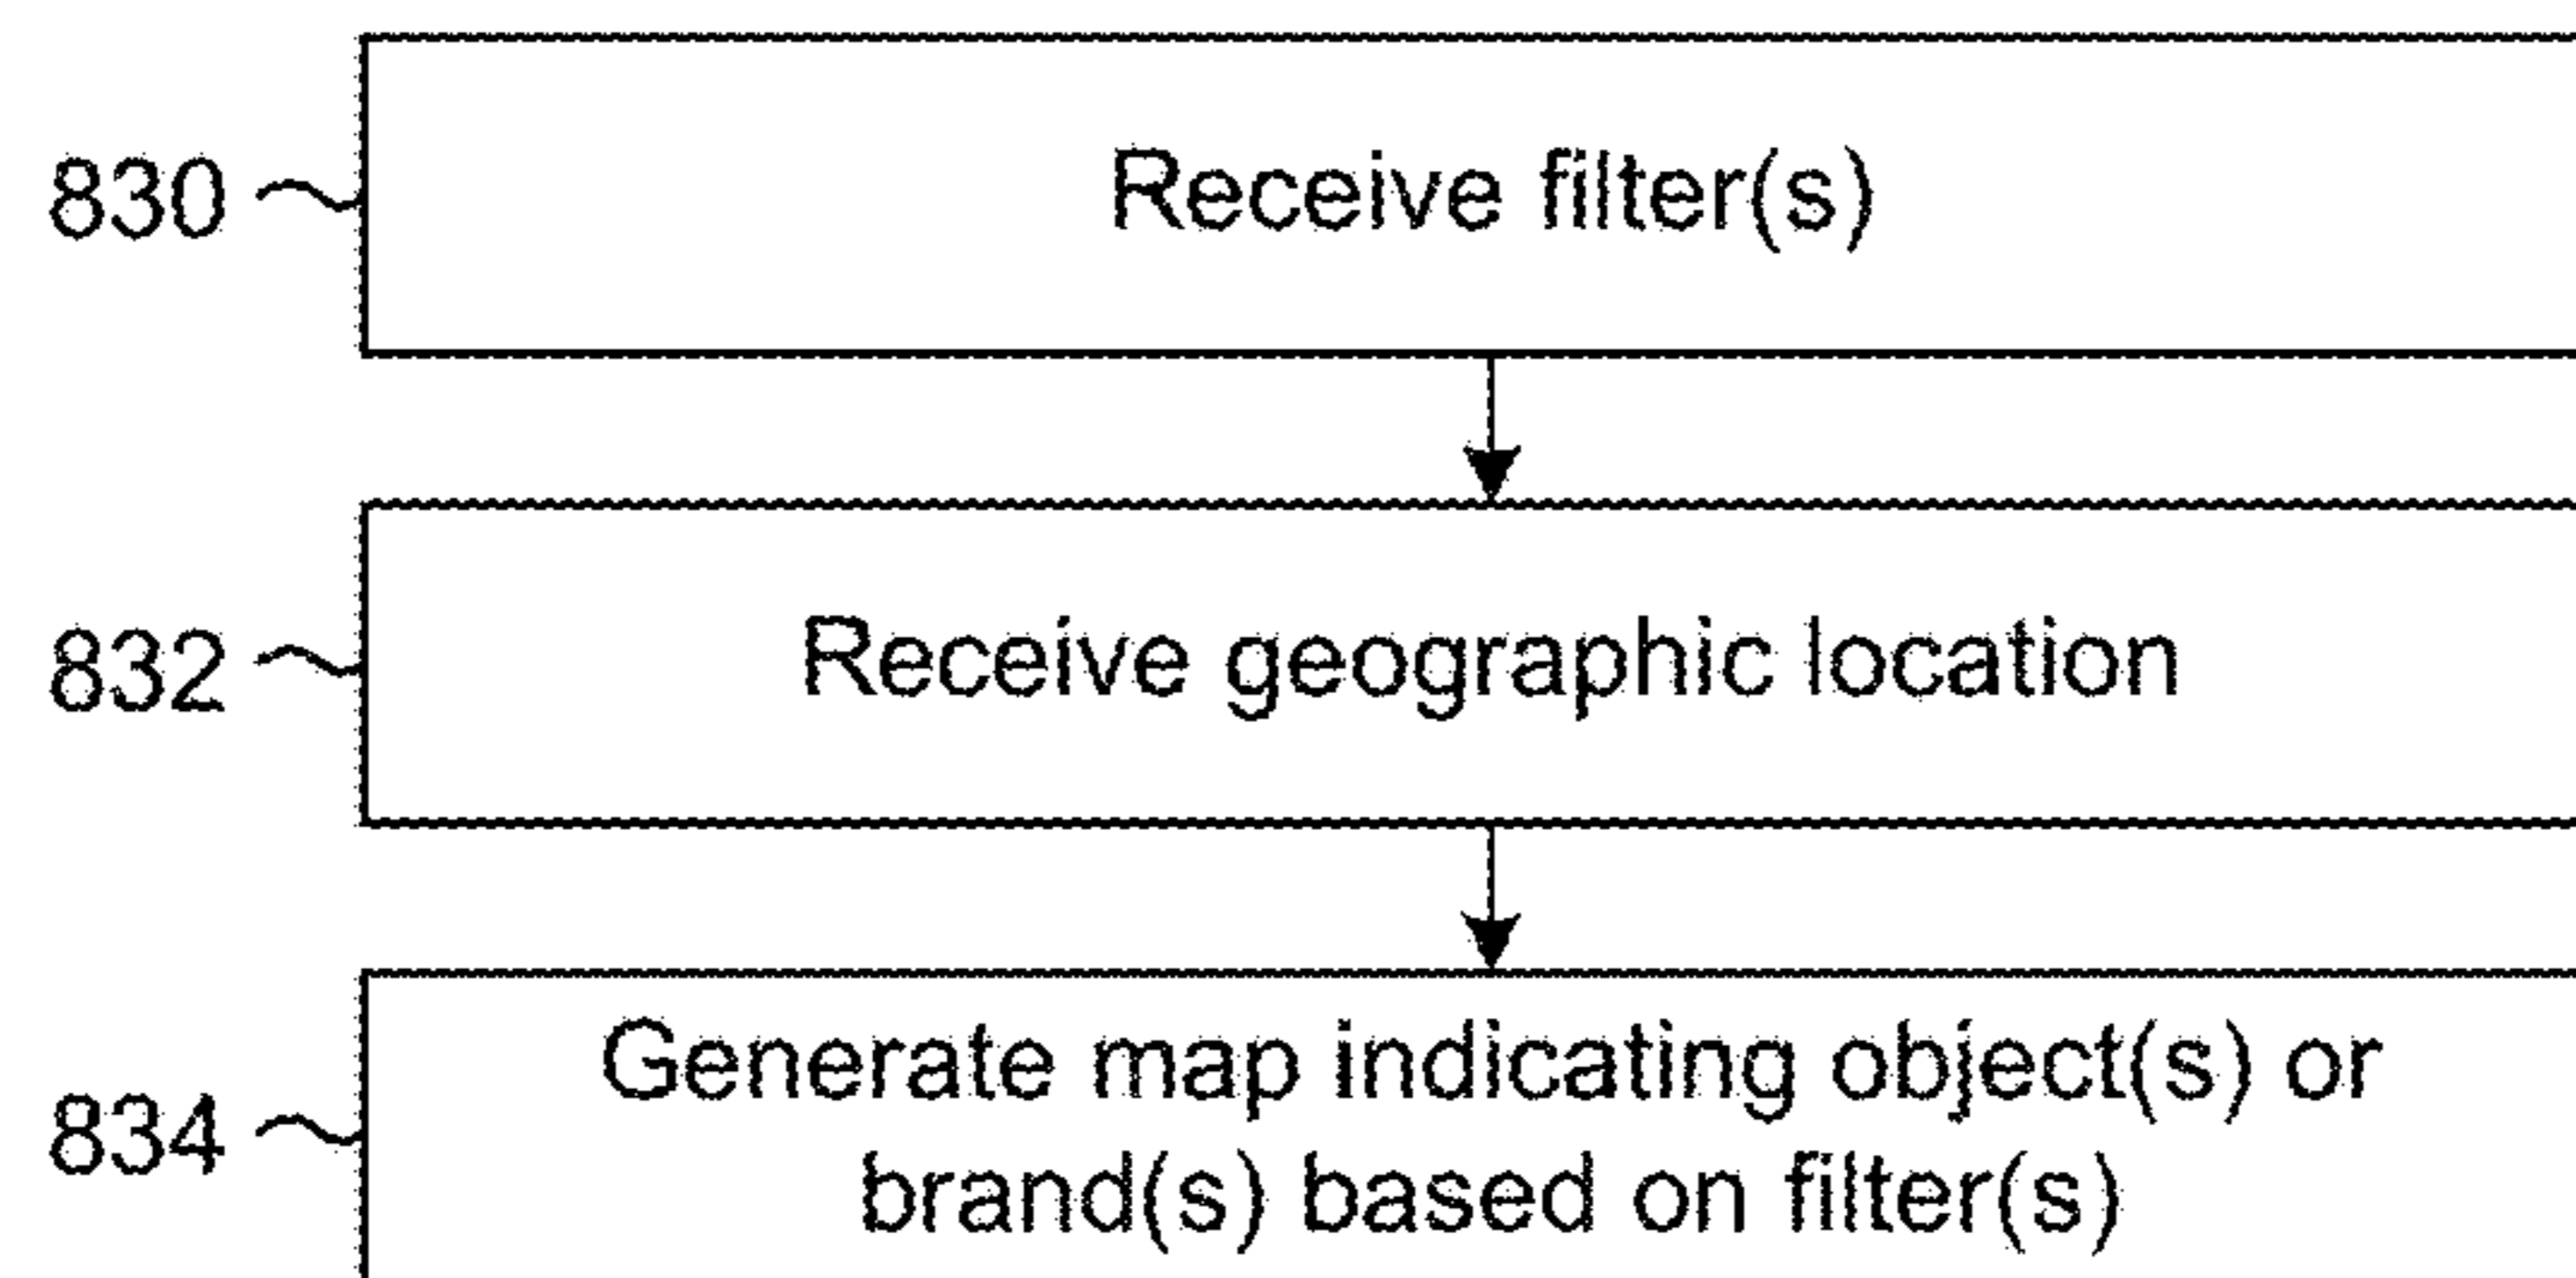 830
Receive filter(s)
832
Receive geographic location
Generate map indicating object(s) or
834
brand(s) based on filter(s)